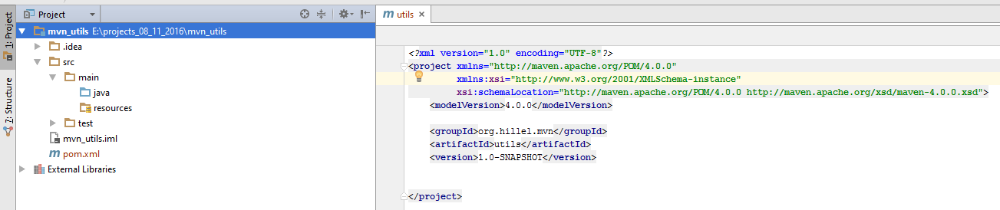 1: Project
7: Structure
Project
mvn_utils E:\projects_08_11_2016\mvn_utils
.idea
src
main
java
resources
test
mvn_utils.iml
m pom.xml
External Libraries
m utils
<?xml version="1.0" encoding="UTF-8"?>
<project xmlns="http://maven.apache.org/POM/4.0.0"
xmlns:xsi="http://www.w3.org/2001/XMLSchema-instance"
xsi:schemaLocation="http://maven.apache.org/POM/4.0.0 http://maven.apache.org/xsd/maven-4.0.0.xsd">
<modelVersion>4.0.0</modelVersion>
<groupId>org.hillel.mvn</groupId>
<artifactId>utils</artifactId>
<version>1.0-SNAPSHOT</version>
</project>